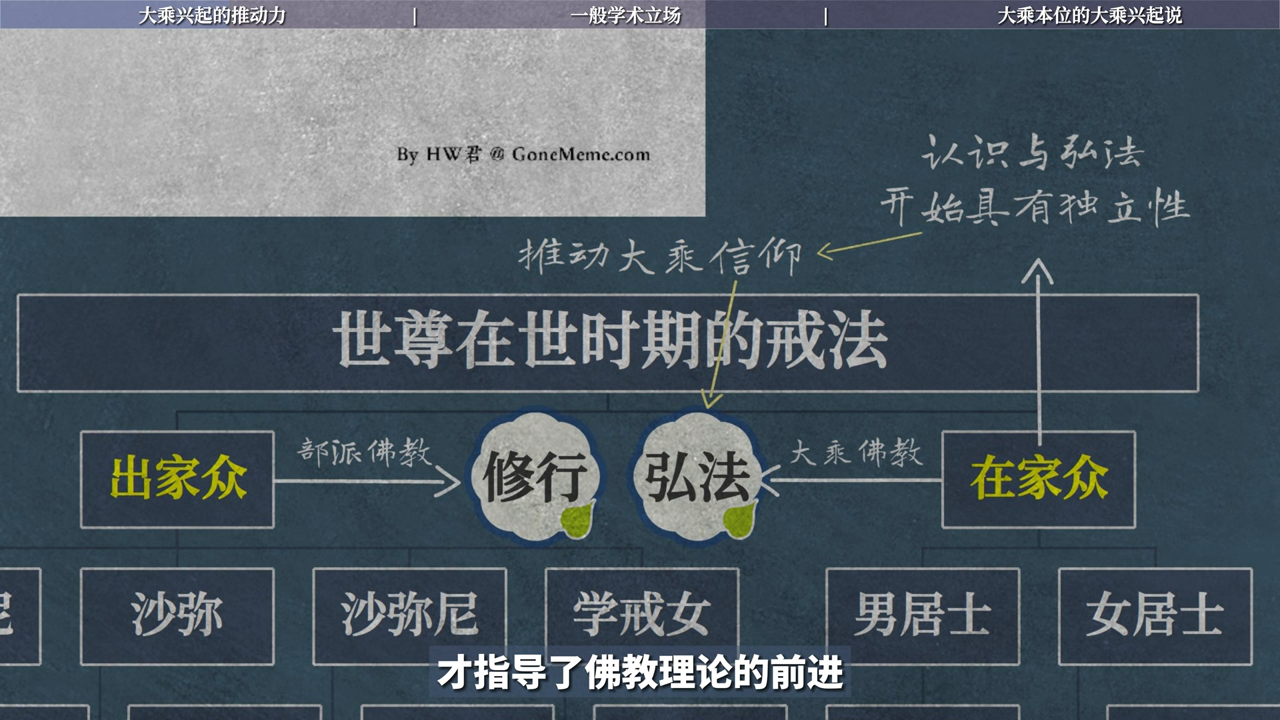 大乘兴起的推动力 | 一般学术立场 | 大乘本位的大乘兴起说
By HW君 @ GoneMeme.com
认识与弘法
开始具有独立性
推动大乘信仰
世尊在世时期的戒法
出家众 部派佛教 修行 弘法 大乘佛教 在家众
尼 沙弥 沙弥尼 学戒女 男居士 女居士
才指导了佛教理论的前进